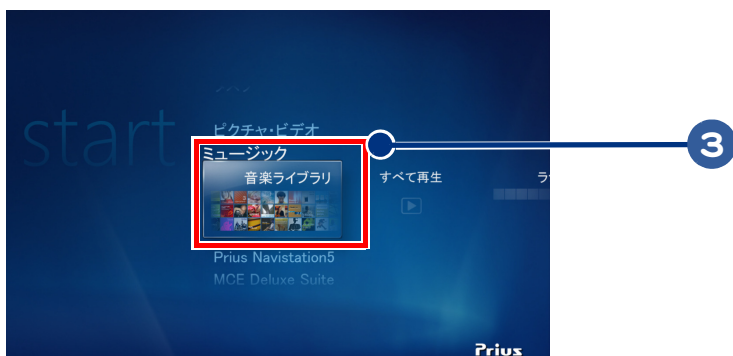 start
ピクチャ・ビデオ
ミュージック
音楽ライブラリ
すべて再生
Prius Navistation5
MCE Deluxe Suite
Prius
3